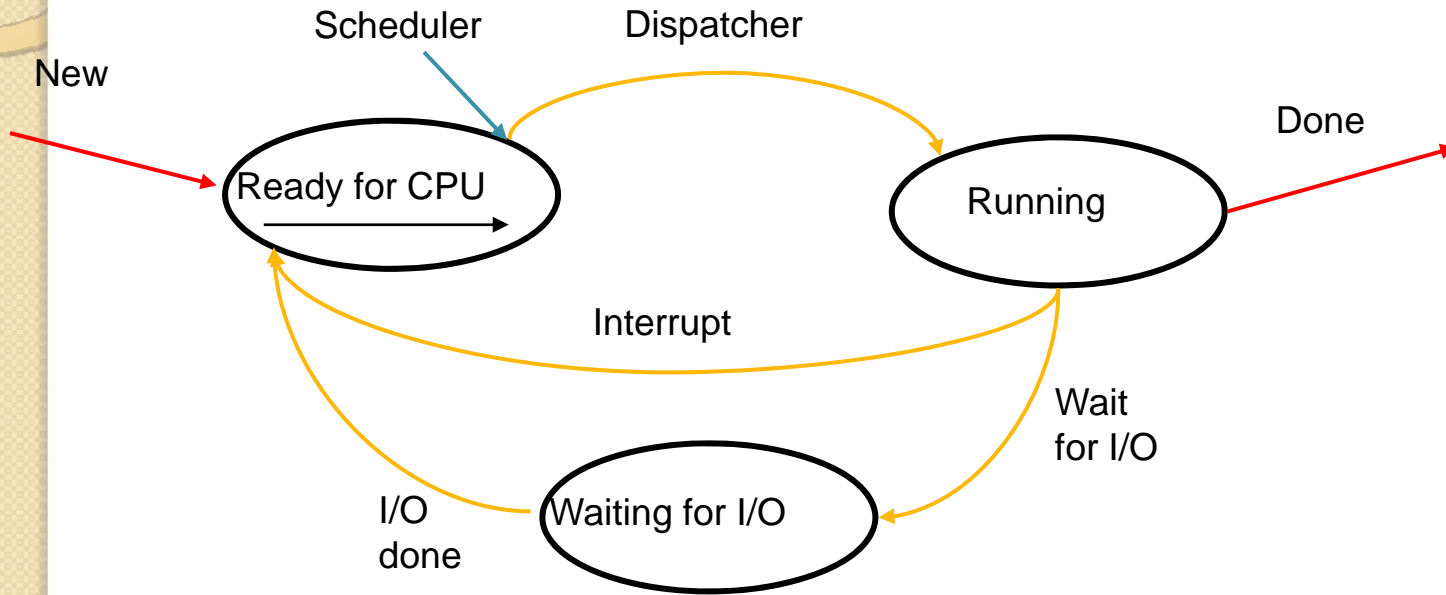 Scheduler
Dispatcher
New
Done
Ready for CPU
Running
Interrupt
Wait
for I/O
I/O
done
Waiting for I/O